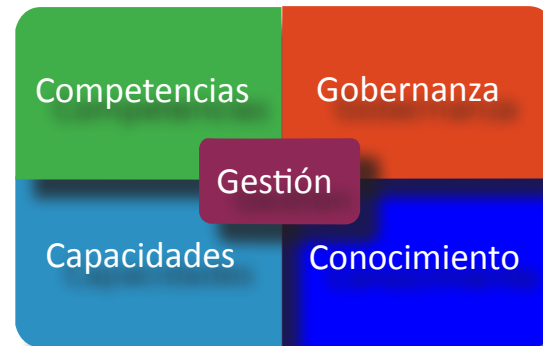 Competencias
Gobernanza
Gestión
Capacidades
Conocimiento